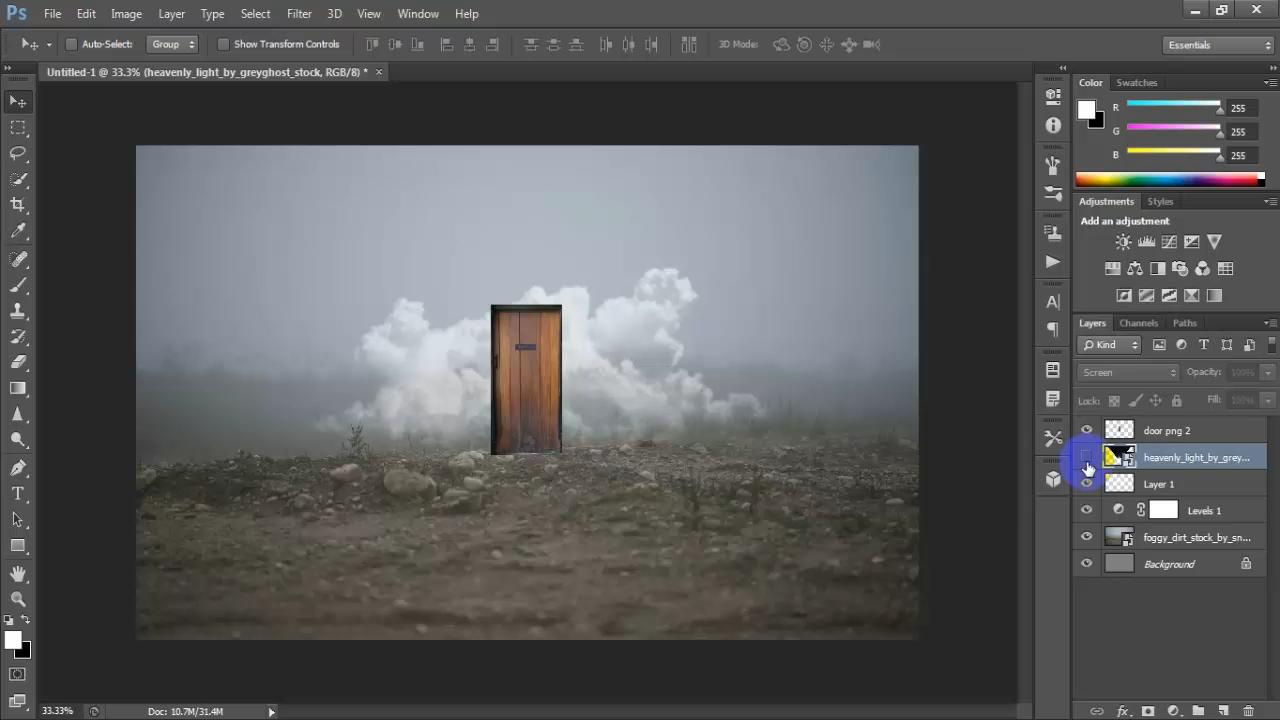 Ps File Edit Image Layer Type Select Filter 3D View Window Help
Auto-Select: Group Show Transform Controls 3D Mode: Essentials
Untitled-1 @ 33.3% (heavenly_light_by_greyghost_stock, RGB/8) * ×
Color Swatches
R 255
G 255
B 255
Adjustments Styles
Add an adjustment
Layers Channels Paths
Kind
Screen Opacity: 100%
Lock: Fill: 100%
door png 2
heavenly_light_by_grey...
Layer 1
Levels 1
foggy_dirt_stock_by_sn...
Background
33.33% Doc: 10.7M/31.4M